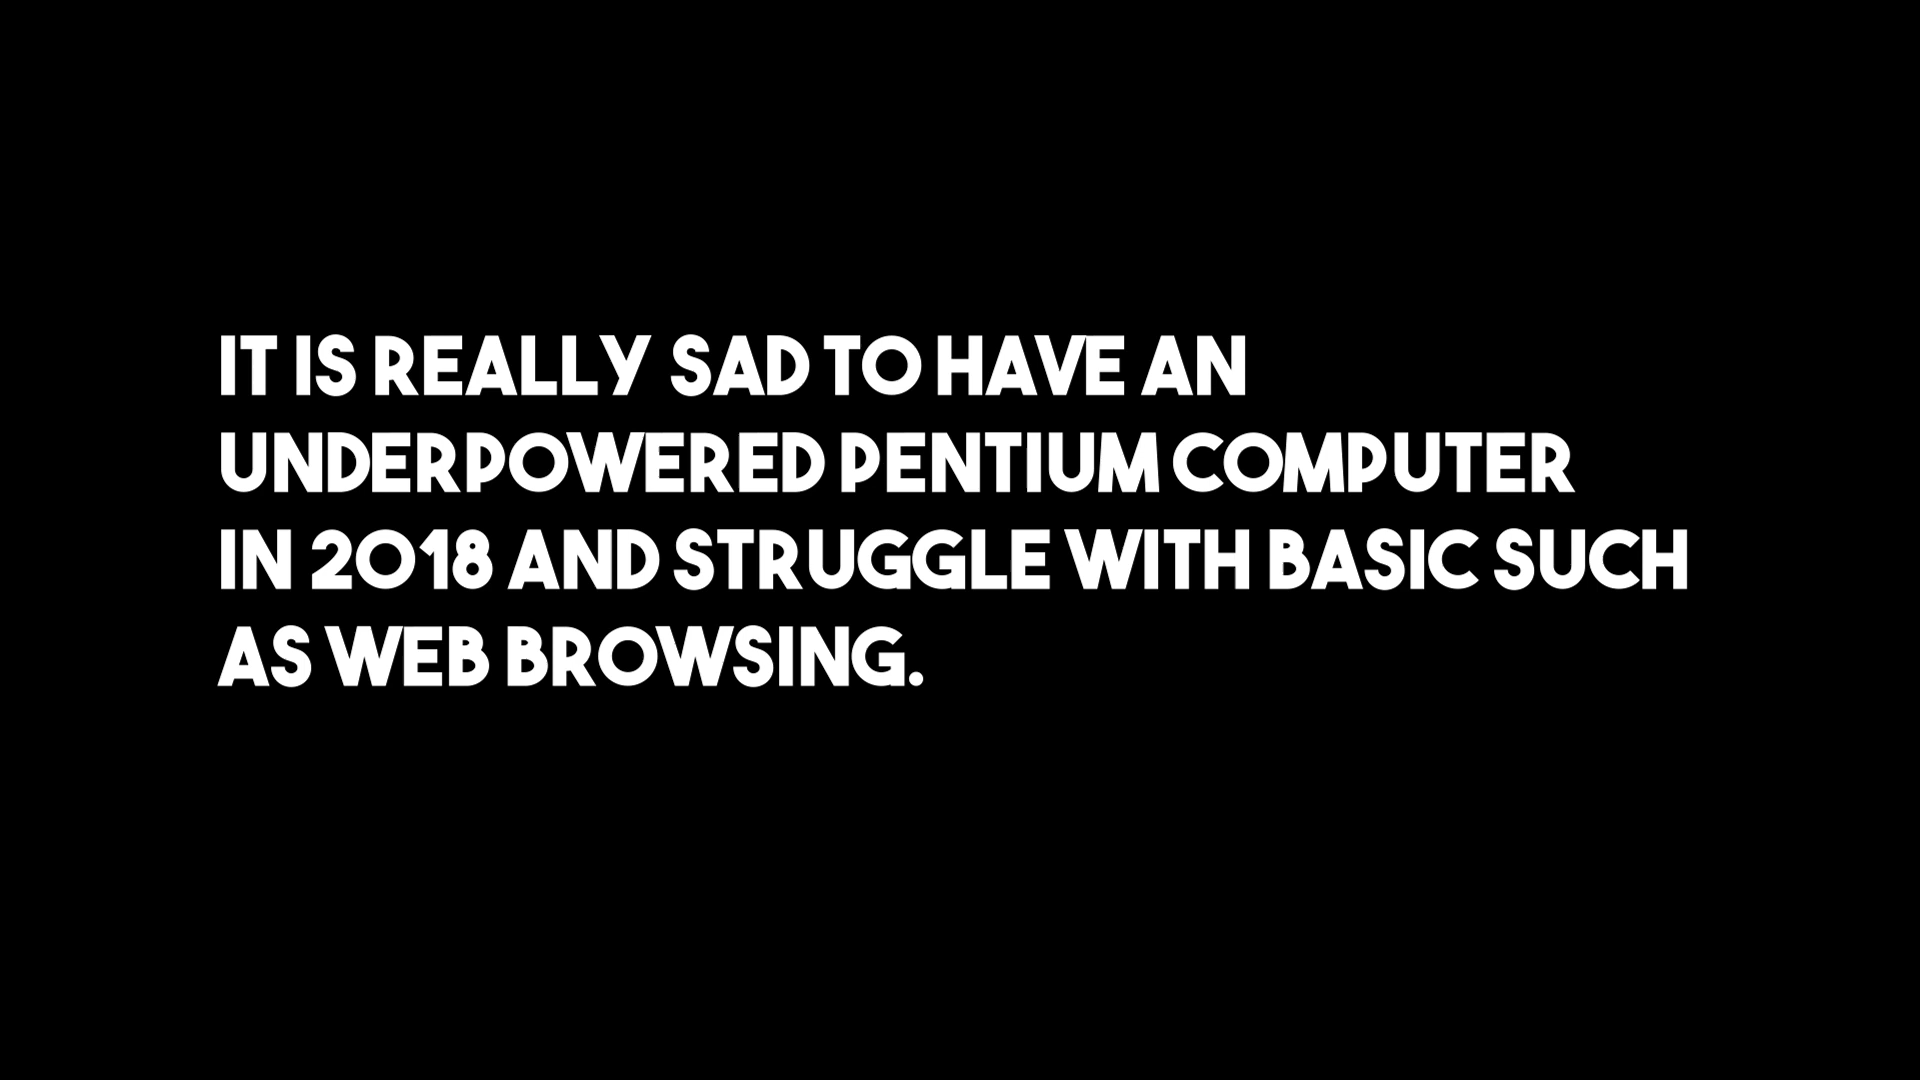 IT IS REALLY SAD TO HAVE AN
UNDERPOWERED PENTIUM COMPUTER
IN 2018 AND STRUGGLE WITH BASIC SUCH
AS WEB BROWSING.